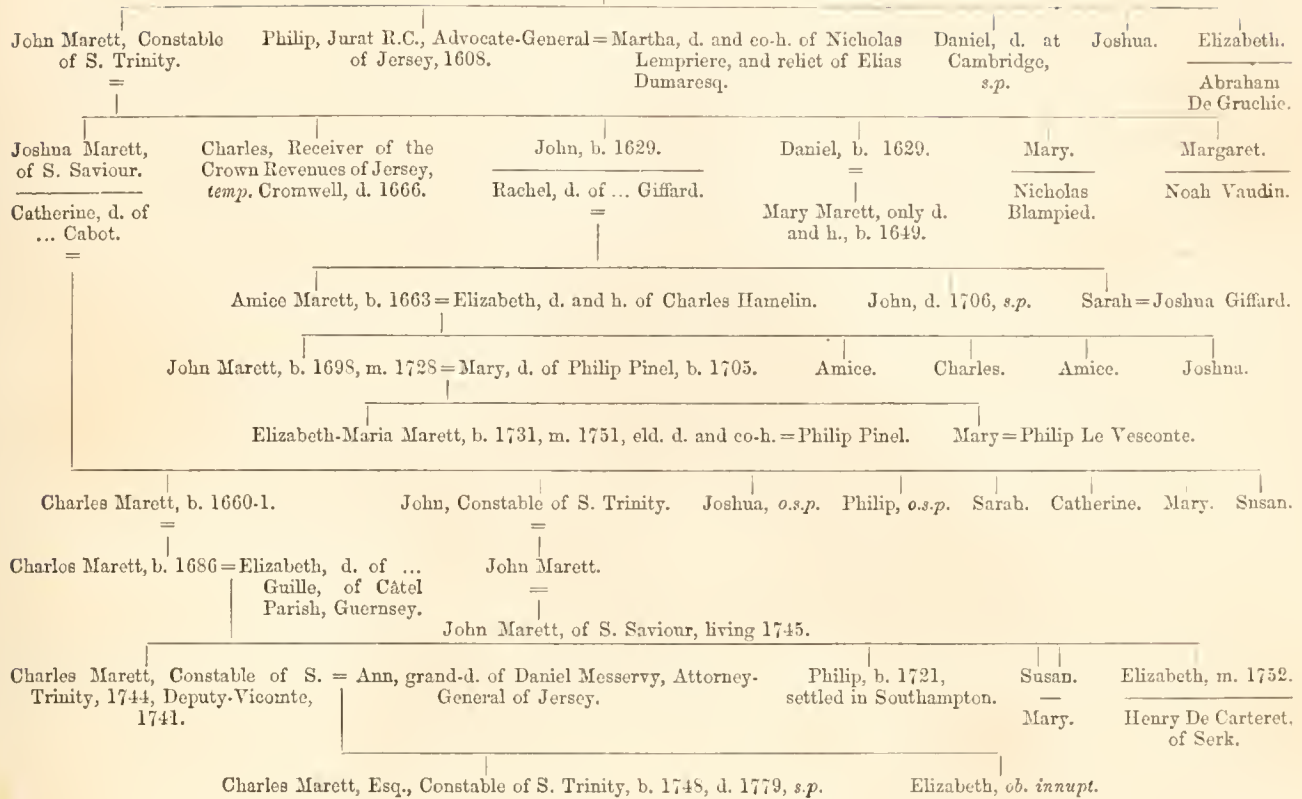 John Marett, Constable of S. Trinity.
=
Philip, Jurat R.C., Advocate-General of Jersey, 1608. = Martha, d. and co-h. of Nicholas Lempriere, and relict of Elias Dumaresq.
Daniel, d. at Cambridge, s.p.
Joshua.
Elizabeth.
Abraham De Gruchie.
Joshua Marett, of S. Saviour.
Catherine, d. of ... Cabot.
=
Charles, Receiver of the Crown Revenues of Jersey, temp. Cromwell, d. 1666.
John, b. 1629.
Rachel, d. of ... Giffard.
=
Daniel, b. 1629.
=
Mary Marett, only d. and h., b. 1649.
Mary.
Nicholas Blampied.
Margaret.
Noah Vaudin.
Amice Marett, b. 1663 = Elizabeth, d. and h. of Charles Hamelin.
John, d. 1706, s.p.
Sarah = Joshua Giffard.
John Marett, b. 1698, m. 1728 = Mary, d. of Philip Pinel, b. 1705.
Amice.
Charles.
Amice.
Joshua.
Elizabeth-Maria Marett, b. 1731, m. 1751, eld. d. and co-h. = Philip Pinel.
Mary = Philip Le Vesconte.
Charles Marett, b. 1660-1.
=
John, Constable of S. Trinity.
=
Joshua, o.s.p.
Philip, o.s.p.
Sarah.
Catherine.
Mary.
Susan.
Charles Marett, b. 1686 = Elizabeth, d. of ... Guille, of Câtel Parish, Guernsey.
John Marett.
=
John Marett, of S. Saviour, living 1745.
Charles Marett, Constable of S. Trinity, 1744, Deputy-Vicomte, 1741. = Ann, grand-d. of Daniel Messervy, Attorney-General of Jersey.
Philip, b. 1721, settled in Southampton.
Susan.
Mary.
Elizabeth, m. 1752.
Henry De Carteret, of Serk.
Charles Marett, Esq., Constable of S. Trinity, b. 1748, d. 1779, s.p.
Elizabeth, ob. innupt.